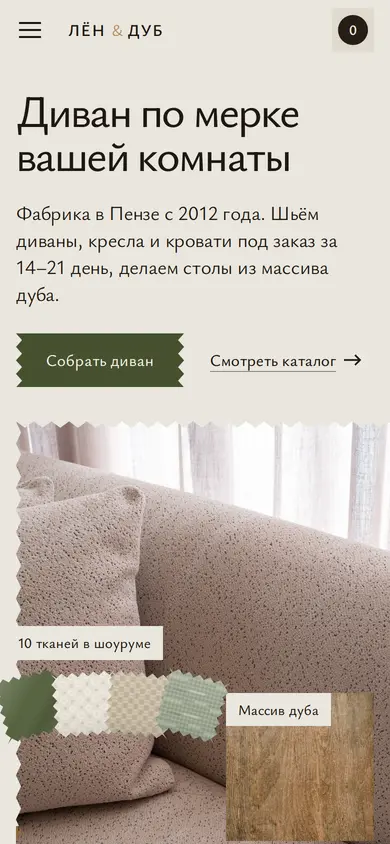 ЛЁН & ДУБ
0
Диван по мерке
вашей комнаты
Фабрика в Пензе с 2012 года. Шьём
диваны, кресла и кровати под заказ за
14–21 день, делаем столы из массива
дуба.
Собрать диван
Смотреть каталог →
10 тканей в шоуруме
Массив дуба